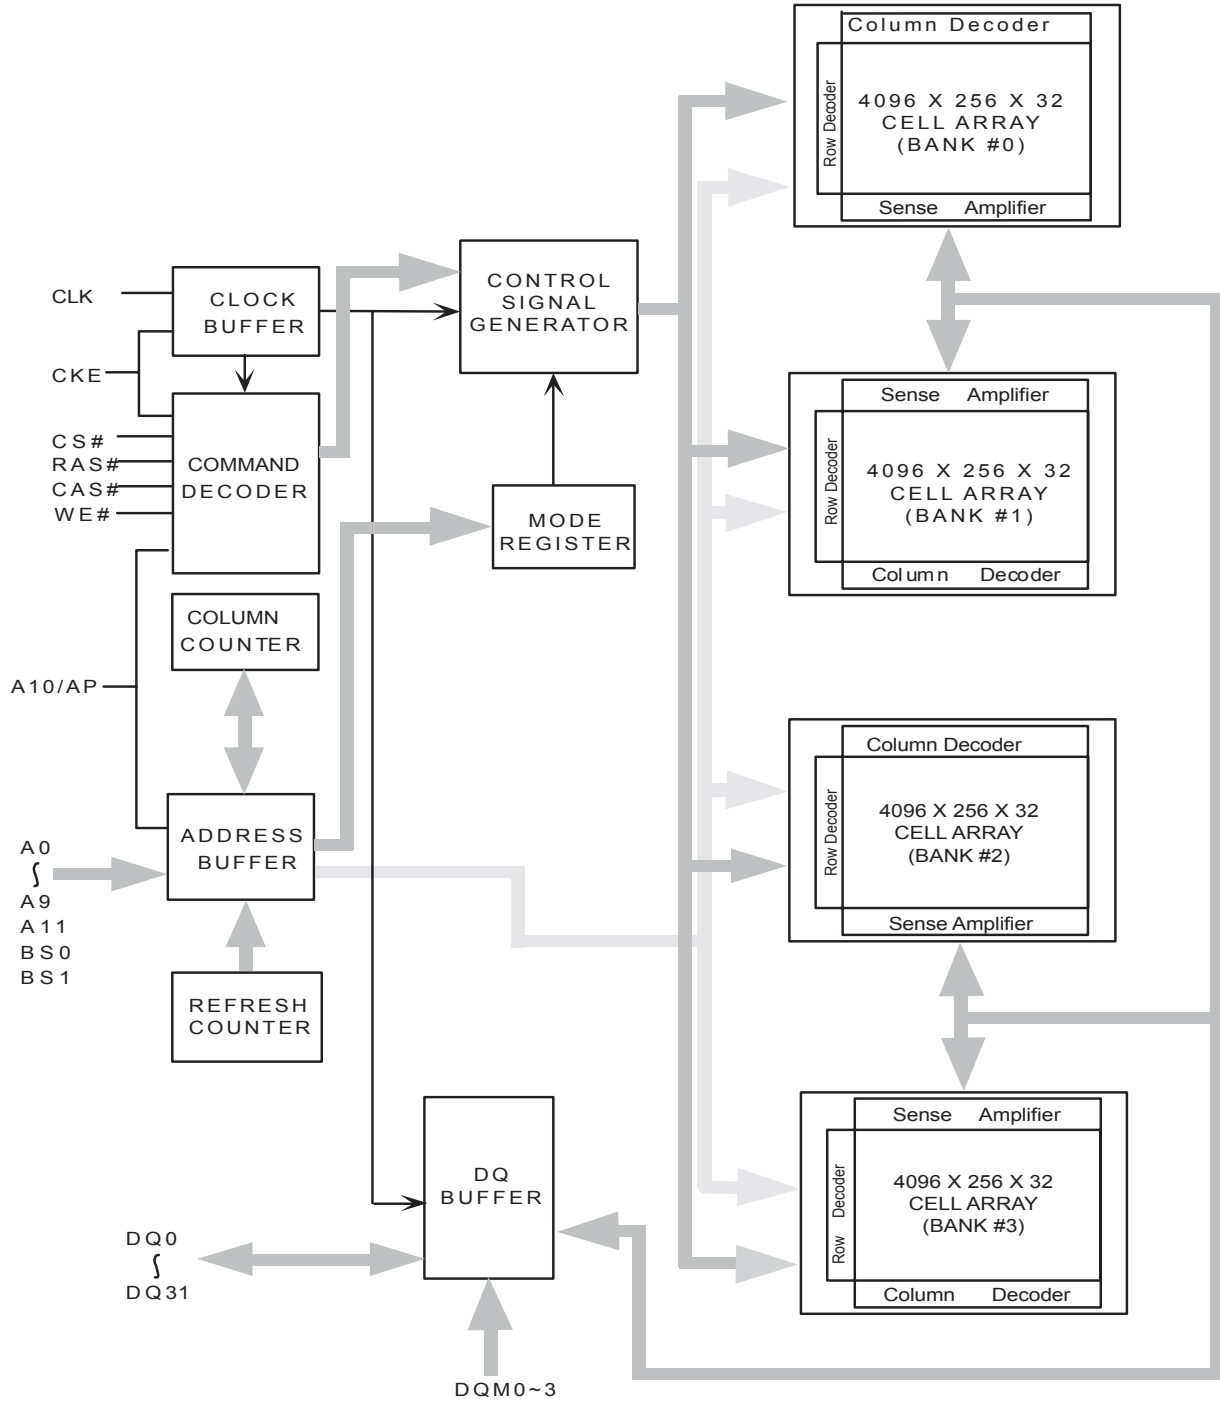 Column Decoder
Row Decoder
4096 X 256 X 32
CELL ARRAY
(BANK #0)
Sense Amplifier
CLK
CLOCK
BUFFER
CONTROL
SIGNAL
GENERATOR
CKE
CS#
RAS#
CAS#
WE#
COMMAND
DECODER
MODE
REGISTER
Sense Amplifier
Row Decoder
4096 X 256 X 32
CELL ARRAY
(BANK #1)
Column Decoder
COLUMN
COUNTER
A10/AP
Column Decoder
Row Decoder
4096 X 256 X 32
CELL ARRAY
(BANK #2)
Sense Amplifier
ADDRESS
BUFFER
A0
∫
A9
A11
BS0
BS1
REFRESH
COUNTER
Sense Amplifier
Row Decoder
4096 X 256 X 32
CELL ARRAY
(BANK #3)
Column Decoder
DQ
BUFFER
DQ0
∫
DQ31
DQM0~3